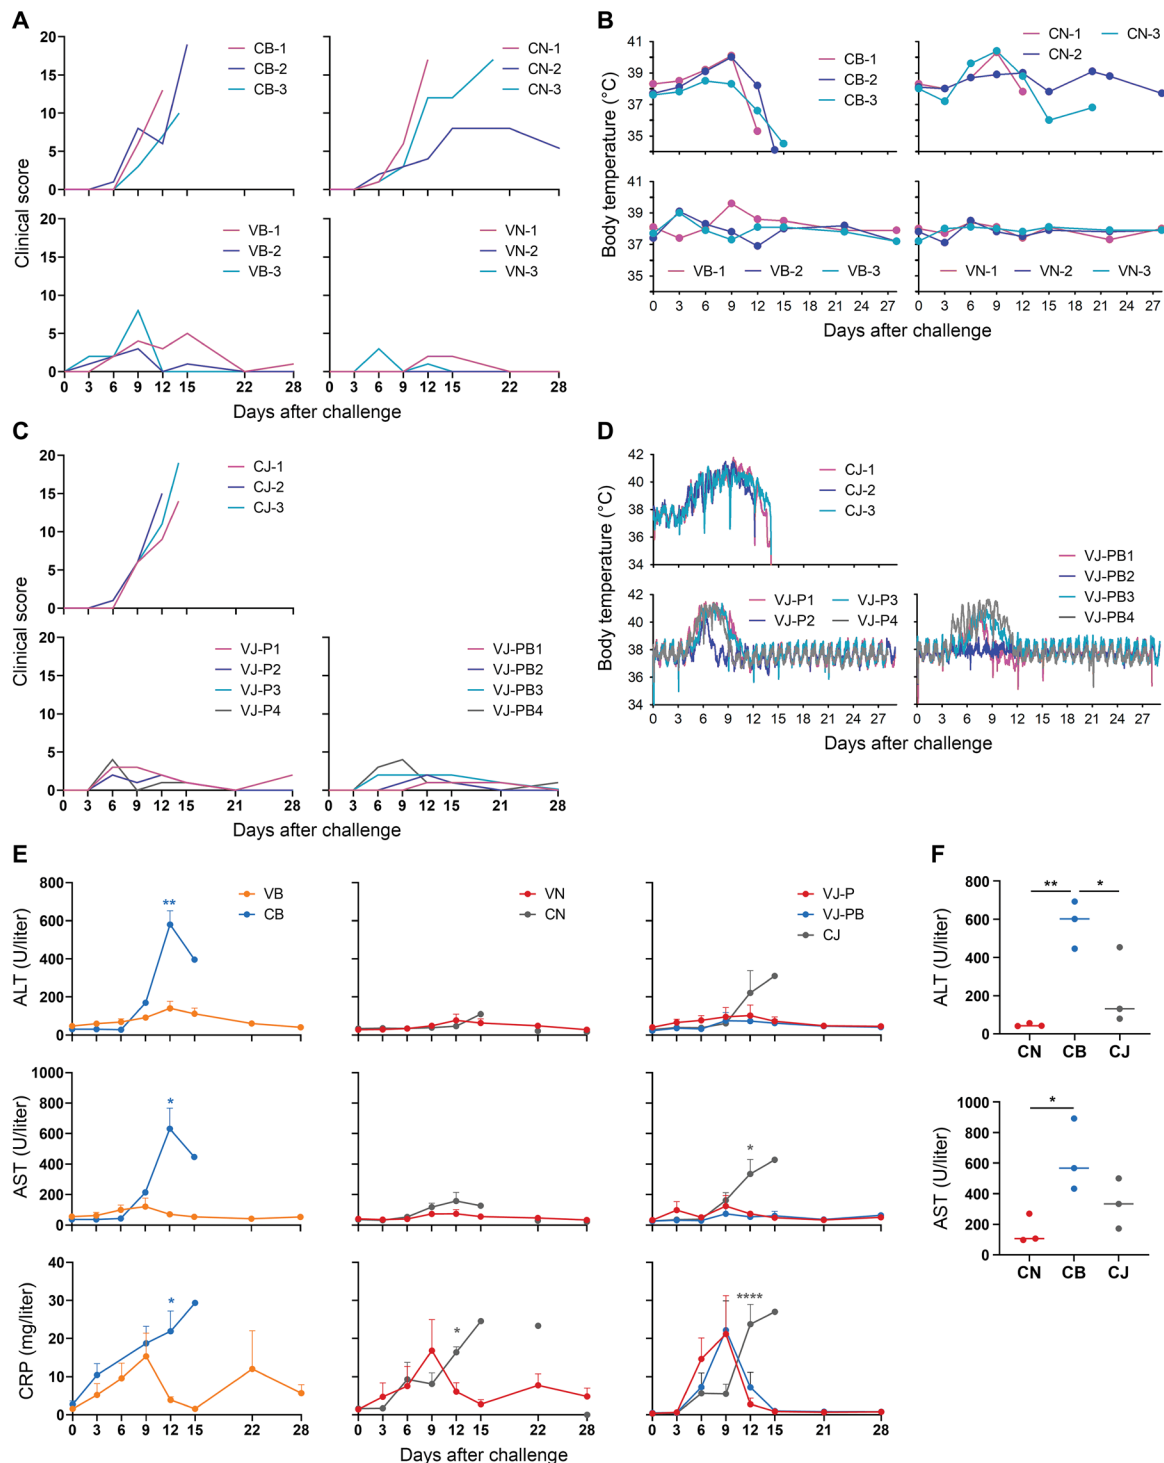 A
20
15
10
5
0
CB-1
CB-2
CB-3
CN-1
CN-2
CN-3
0 3 6 9 12 15 22 28
Clinical score
20
15
10
5
0
VB-1
VB-2
VB-3
VN-1
VN-2
VN-3
0 3 6 9 12 15 22 28
0 3 6 9 12 15 22 28
Days after challenge
B
41
39
37
35
CB-1
CB-2
CB-3
CN-1 CN-3
CN-2
Body temperature (°C)
41
39
37
35
VB-1 VB-2 VB-3
VN-1 VN-2 VN-3
0 3 6 9 12 15 18 21 24 27
0 3 6 9 12 15 18 21 24 27
Days after challenge
C
20
15
10
5
0
CJ-1
CJ-2
CJ-3
Clinical score
15
10
5
0
VJ-P1
VJ-P2
VJ-P3
VJ-P4
VJ-PB1
VJ-PB2
VJ-PB3
VJ-PB4
0 3 6 9 12 15 21 28
0 3 6 9 12 15 21 28
Days after challenge
D
42
40
38
36
34
CJ-1
CJ-2
CJ-3
Body temperature (°C)
42
40
38
36
34
VJ-P1 VJ-P3
VJ-P2 VJ-P4
VJ-PB1
VJ-PB2
VJ-PB3
VJ-PB4
0 3 6 9 12 15 18 21 24 27
0 3 6 9 12 15 18 21 24 27
Days after challenge
E
ALT (U/liter)
800
600
400
200
0
**
VB
CB
VN
CN
VJ-P
VJ-PB
CJ
AST (U/liter)
1000
800
600
400
200
0
*
*
CRP (mg/liter)
40
30
20
10
0
*
*
****
0 3 6 9 12 15 22 28
0 3 6 9 12 15 22 28
0 3 6 9 12 15 21 28
Days after challenge
F
ALT (U/liter)
800
600
400
200
0
** *
CN CB CJ
AST (U/liter)
1000
800
600
400
200
0
*
CN CB CJ